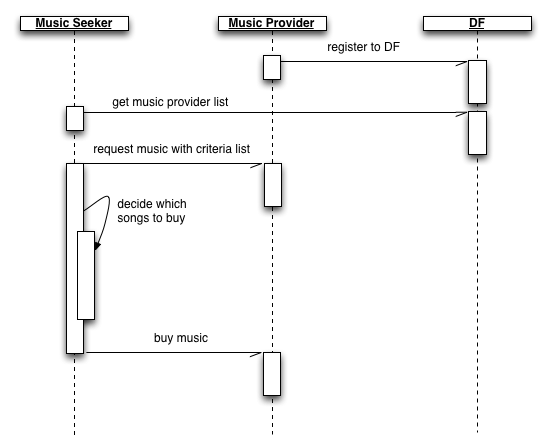 Music Seeker
Music Provider
DF
register to DF
get music provider list
request music with criteria list
decide which
songs to buy
buy music